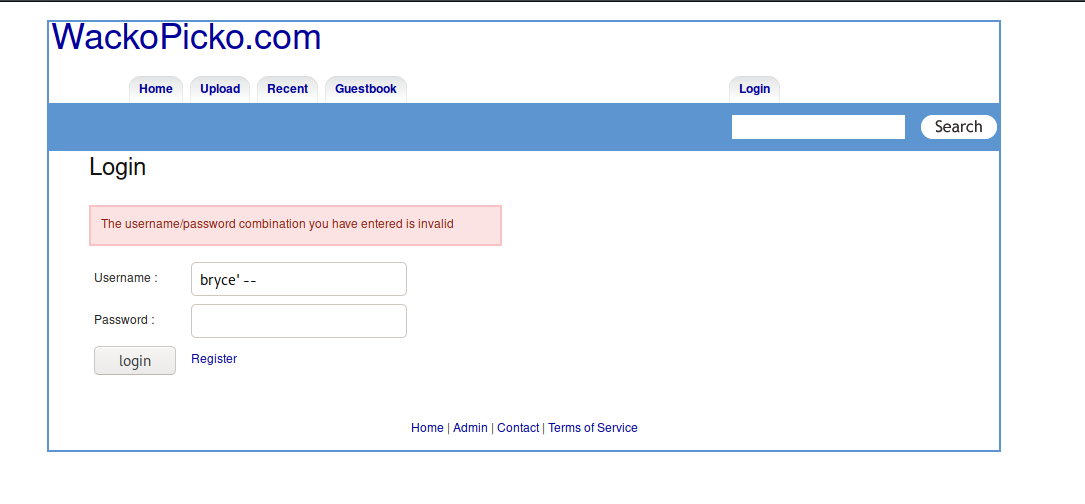 WackoPicko.com
Home Upload Recent Guestbook Login
Search
Login
The username/password combination you have entered is invalid
Username : bryce' --
Password :
login Register
Home | Admin | Contact | Terms of Service